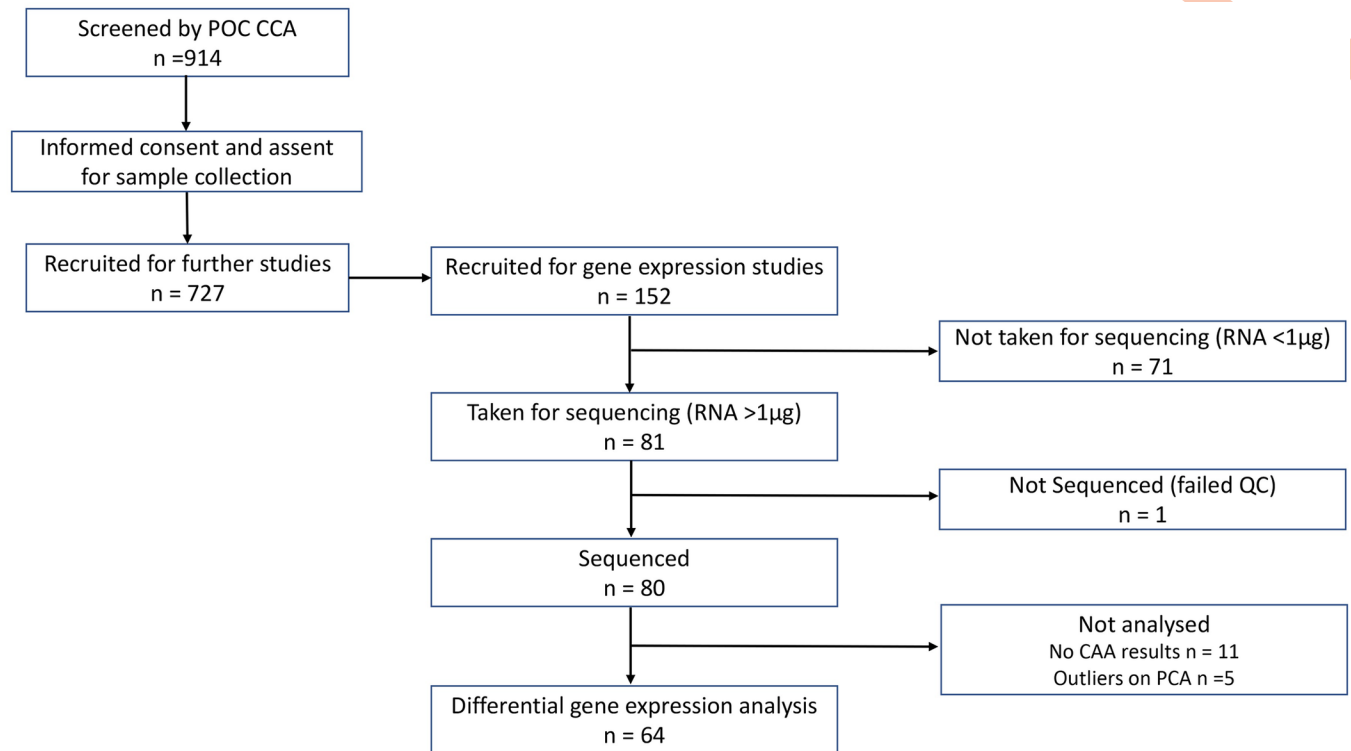 Screened by POC CCA
n =914
Informed consent and assent
for sample collection
Recruited for further studies
n = 727
Recruited for gene expression studies
n = 152
Not taken for sequencing (RNA <1µg)
n = 71
Taken for sequencing (RNA >1µg)
n = 81
Not Sequenced (failed QC)
n = 1
Sequenced
n = 80
Not analysed
No CAA results n = 11
Outliers on PCA n =5
Differential gene expression analysis
n = 64